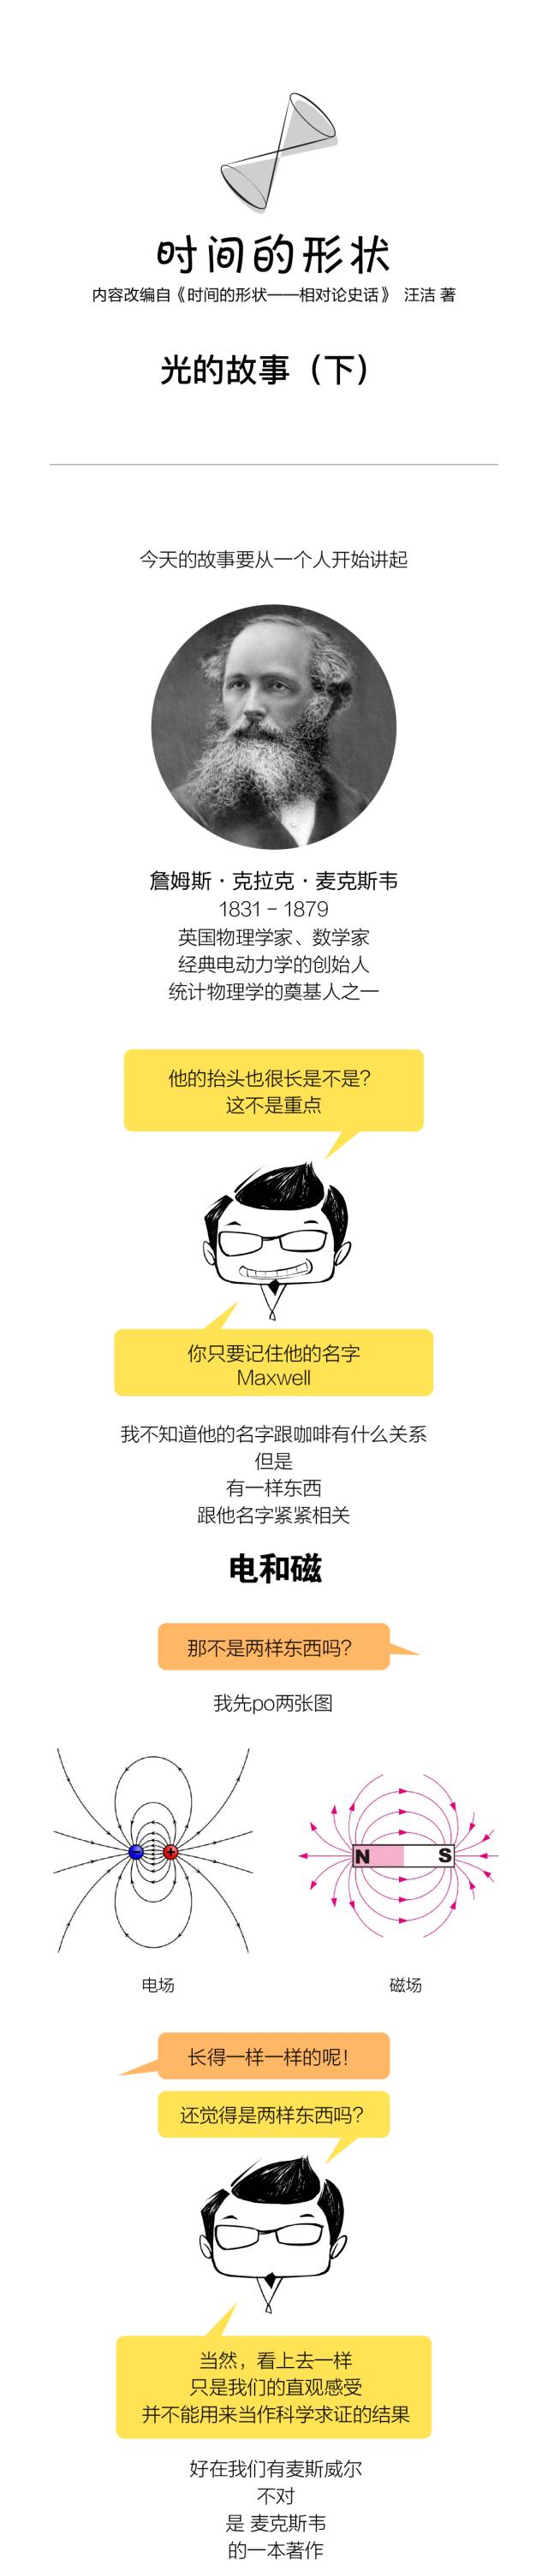 时间的形状
内容改编自《时间的形状——相对论史话》 汪洁 著
光的故事（下）
今天的故事要从一个人开始讲起
詹姆斯·克拉克·麦克斯韦
1831 - 1879
英国物理学家、数学家
经典电动力学的创始人
统计物理学的奠基人之一
他的抬头也很长是不是?
这不是重点
你只要记住他的名字
Maxwell
我不知道他的名字跟咖啡有什么关系
但是
有一样东西
跟他名字紧紧相关
电和磁
那不是两样东西吗?
我先po两张图
- +
N S
电场 磁场
长得一样一样的呢!
还觉得是两样东西吗?
当然，看上去一样
只是我们的直观感受
并不能用来当作科学求证的结果
好在我们有麦斯威尔
不对
是 麦克斯韦
的一本著作